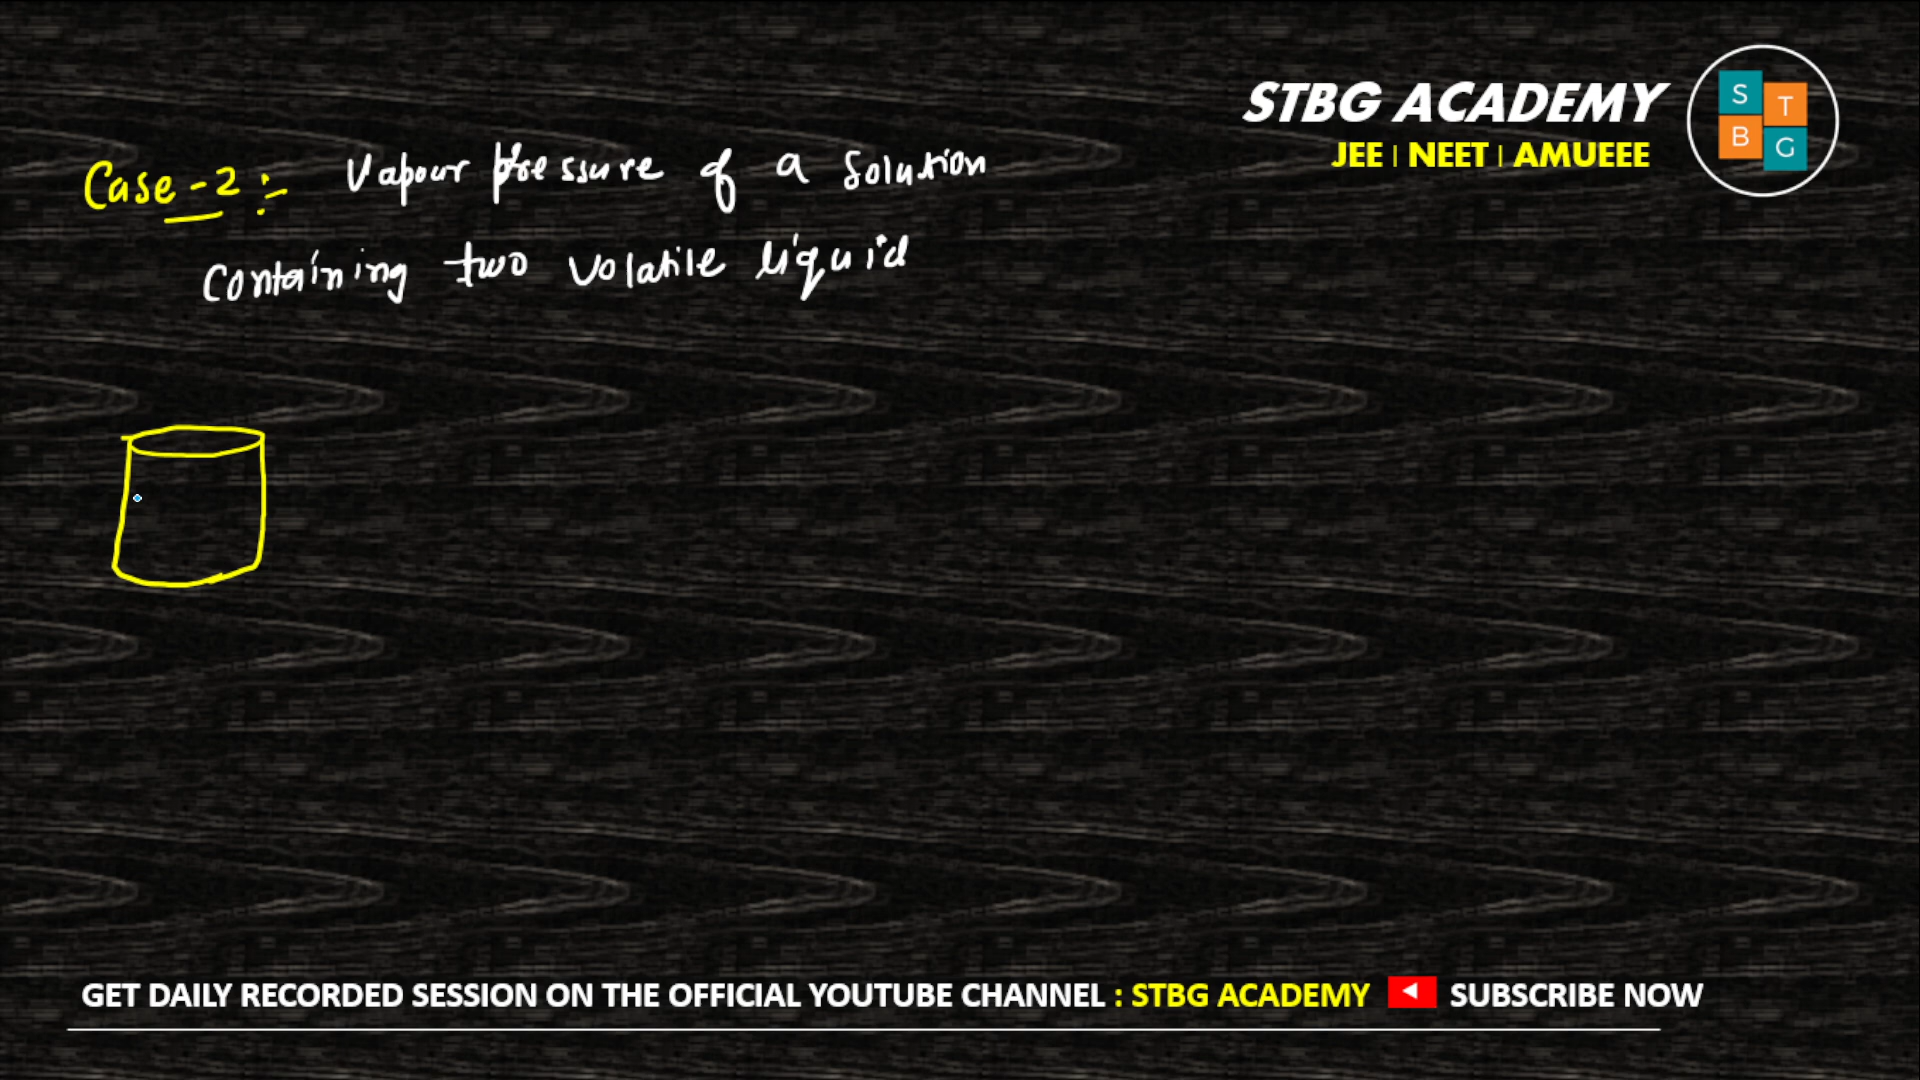 STBG ACADEMY
JEE | NEET | AMUEEE
S T
B G
Case-2:- Vapour pressure of a Solution
Containing two volatile liquid
GET DAILY RECORDED SESSION ON THE OFFICIAL YOUTUBE CHANNEL : STBG ACADEMY SUBSCRIBE NOW